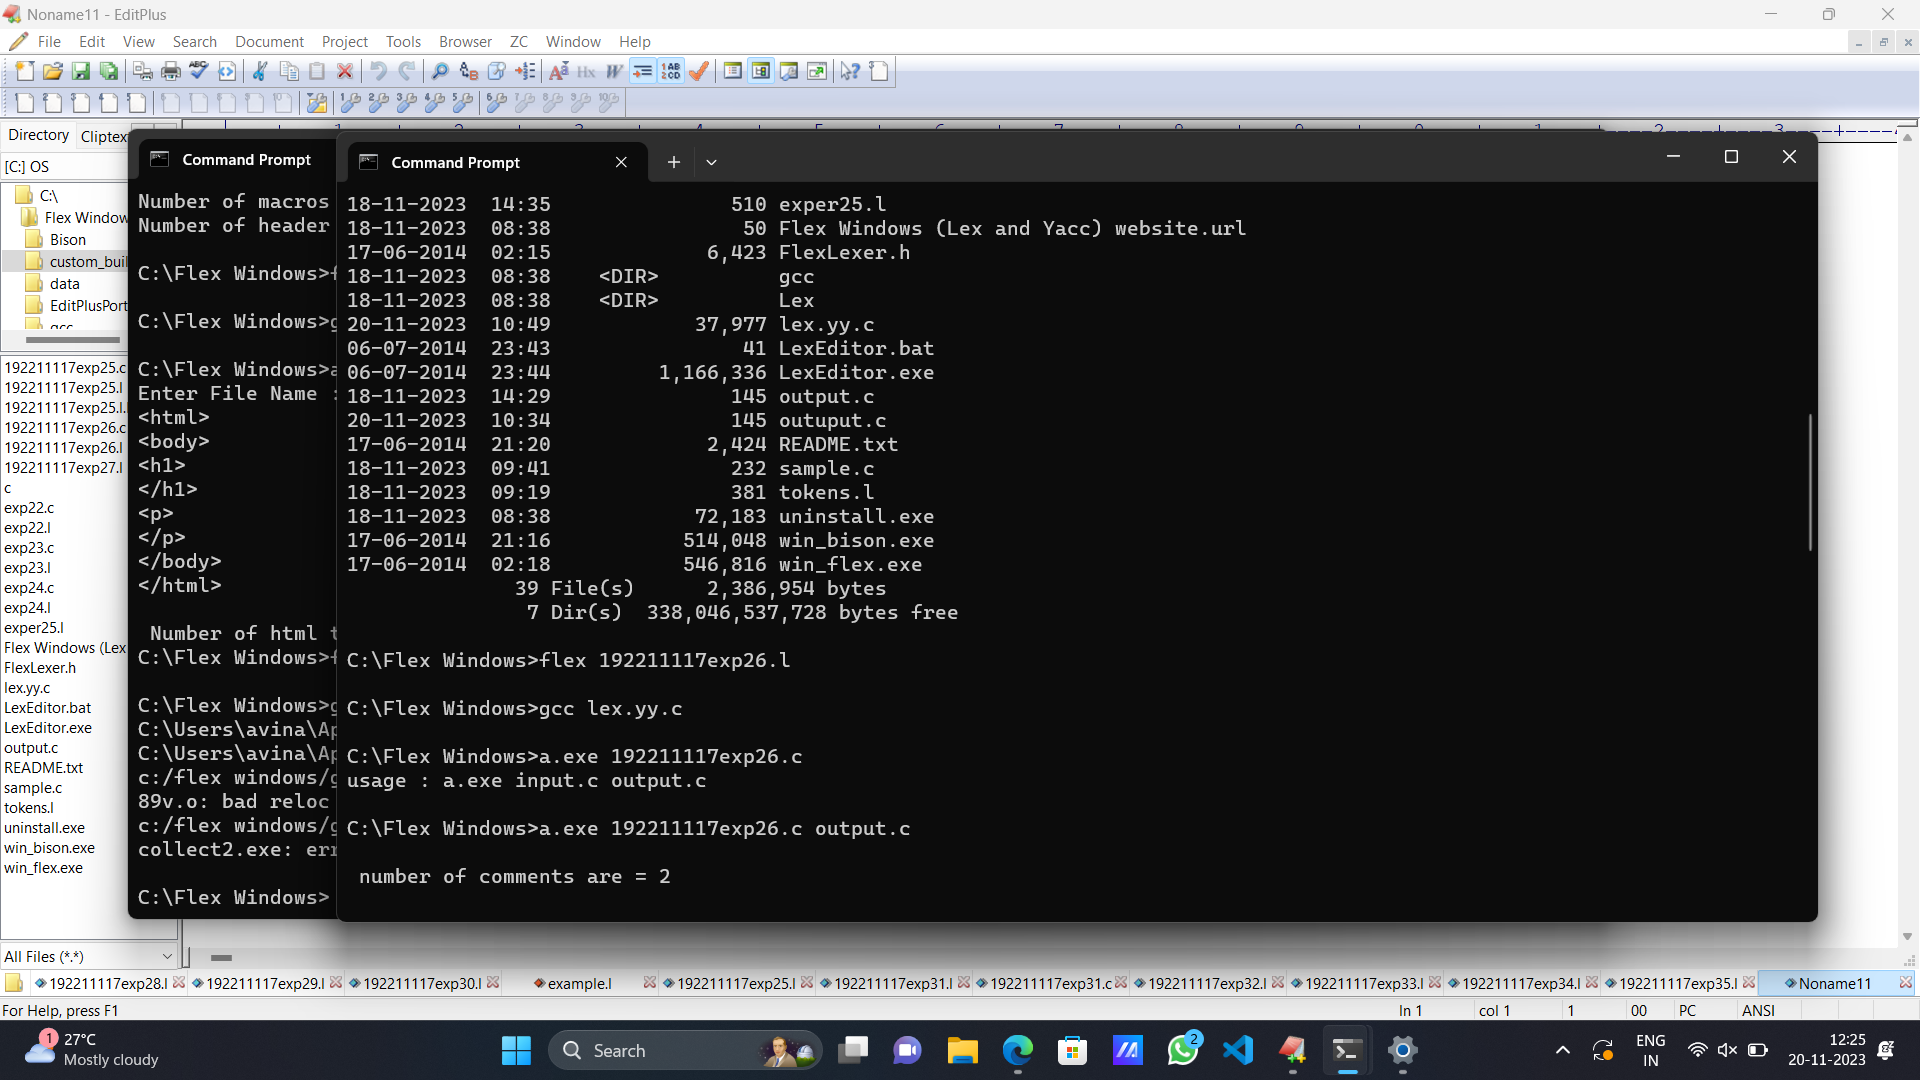 Noname11 - EditPlus
File Edit View Search Document Project Tools Browser ZC Window Help
Directory Cliptex
[C:] OS
C:\
Flex Window
Bison
custom_buil
data
EditPlusPort
gcc
192211117exp25.c
192211117exp25.l
192211117exp25.l.
192211117exp26.c
192211117exp26.l
192211117exp27.l
c
exp22.c
exp22.l
exp23.c
exp23.l
exp24.c
exp24.l
exper25.l
Flex Windows (Lex
FlexLexer.h
lex.yy.c
LexEditor.bat
LexEditor.exe
output.c
README.txt
sample.c
tokens.l
uninstall.exe
win_bison.exe
win_flex.exe
All Files (*.*)
Command Prompt
Number of macros
Number of header
C:\Flex Windows>f
C:\Flex Windows>g
C:\Flex Windows>a
Enter File Name :
<html>
<body>
<h1>
</h1>
<p>
</p>
</body>
</html>
Number of html t
C:\Flex Windows>f
C:\Flex Windows>g
C:\Users\avina\Ap
C:\Users\avina\Ap
c:/flex windows/g
89v.o: bad reloc
c:/flex windows/g
collect2.exe: err
C:\Flex Windows>
Command Prompt
18-11-2023 14:35 510 exper25.l
18-11-2023 08:38 50 Flex Windows (Lex and Yacc) website.url
17-06-2014 02:15 6,423 FlexLexer.h
18-11-2023 08:38 <DIR> gcc
18-11-2023 08:38 <DIR> Lex
20-11-2023 10:49 37,977 lex.yy.c
06-07-2014 23:43 41 LexEditor.bat
06-07-2014 23:44 1,166,336 LexEditor.exe
18-11-2023 14:29 145 output.c
20-11-2023 10:34 145 outuput.c
17-06-2014 21:20 2,424 README.txt
18-11-2023 09:41 232 sample.c
18-11-2023 09:19 381 tokens.l
18-11-2023 08:38 72,183 uninstall.exe
17-06-2014 21:16 514,048 win_bison.exe
17-06-2014 02:18 546,816 win_flex.exe
39 File(s) 2,386,954 bytes
7 Dir(s) 338,046,537,728 bytes free
C:\Flex Windows>flex 192211117exp26.l
C:\Flex Windows>gcc lex.yy.c
C:\Flex Windows>a.exe 192211117exp26.c
usage : a.exe input.c output.c
C:\Flex Windows>a.exe 192211117exp26.c output.c
number of comments are = 2
192211117exp28.l 192211117exp29.l 192211117exp30.l example.l 192211117exp25.l 192211117exp31.l 192211117exp31.c 192211117exp32.l 192211117exp33.l 192211117exp34.l 192211117exp35.l Noname11
For Help, press F1 ln 1 col 1 1 00 PC ANSI
1 27°C
Mostly cloudy
Search
2
ENG
IN
12:25
20-11-2023